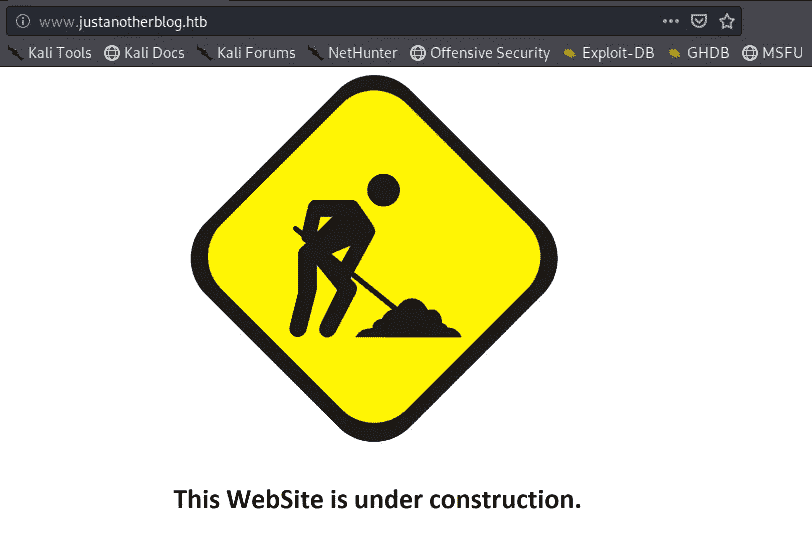 www.justanotherblog.htb
Kali Tools Kali Docs Kali Forums NetHunter Offensive Security Exploit-DB GHDB MSFU
This WebSite is under construction.